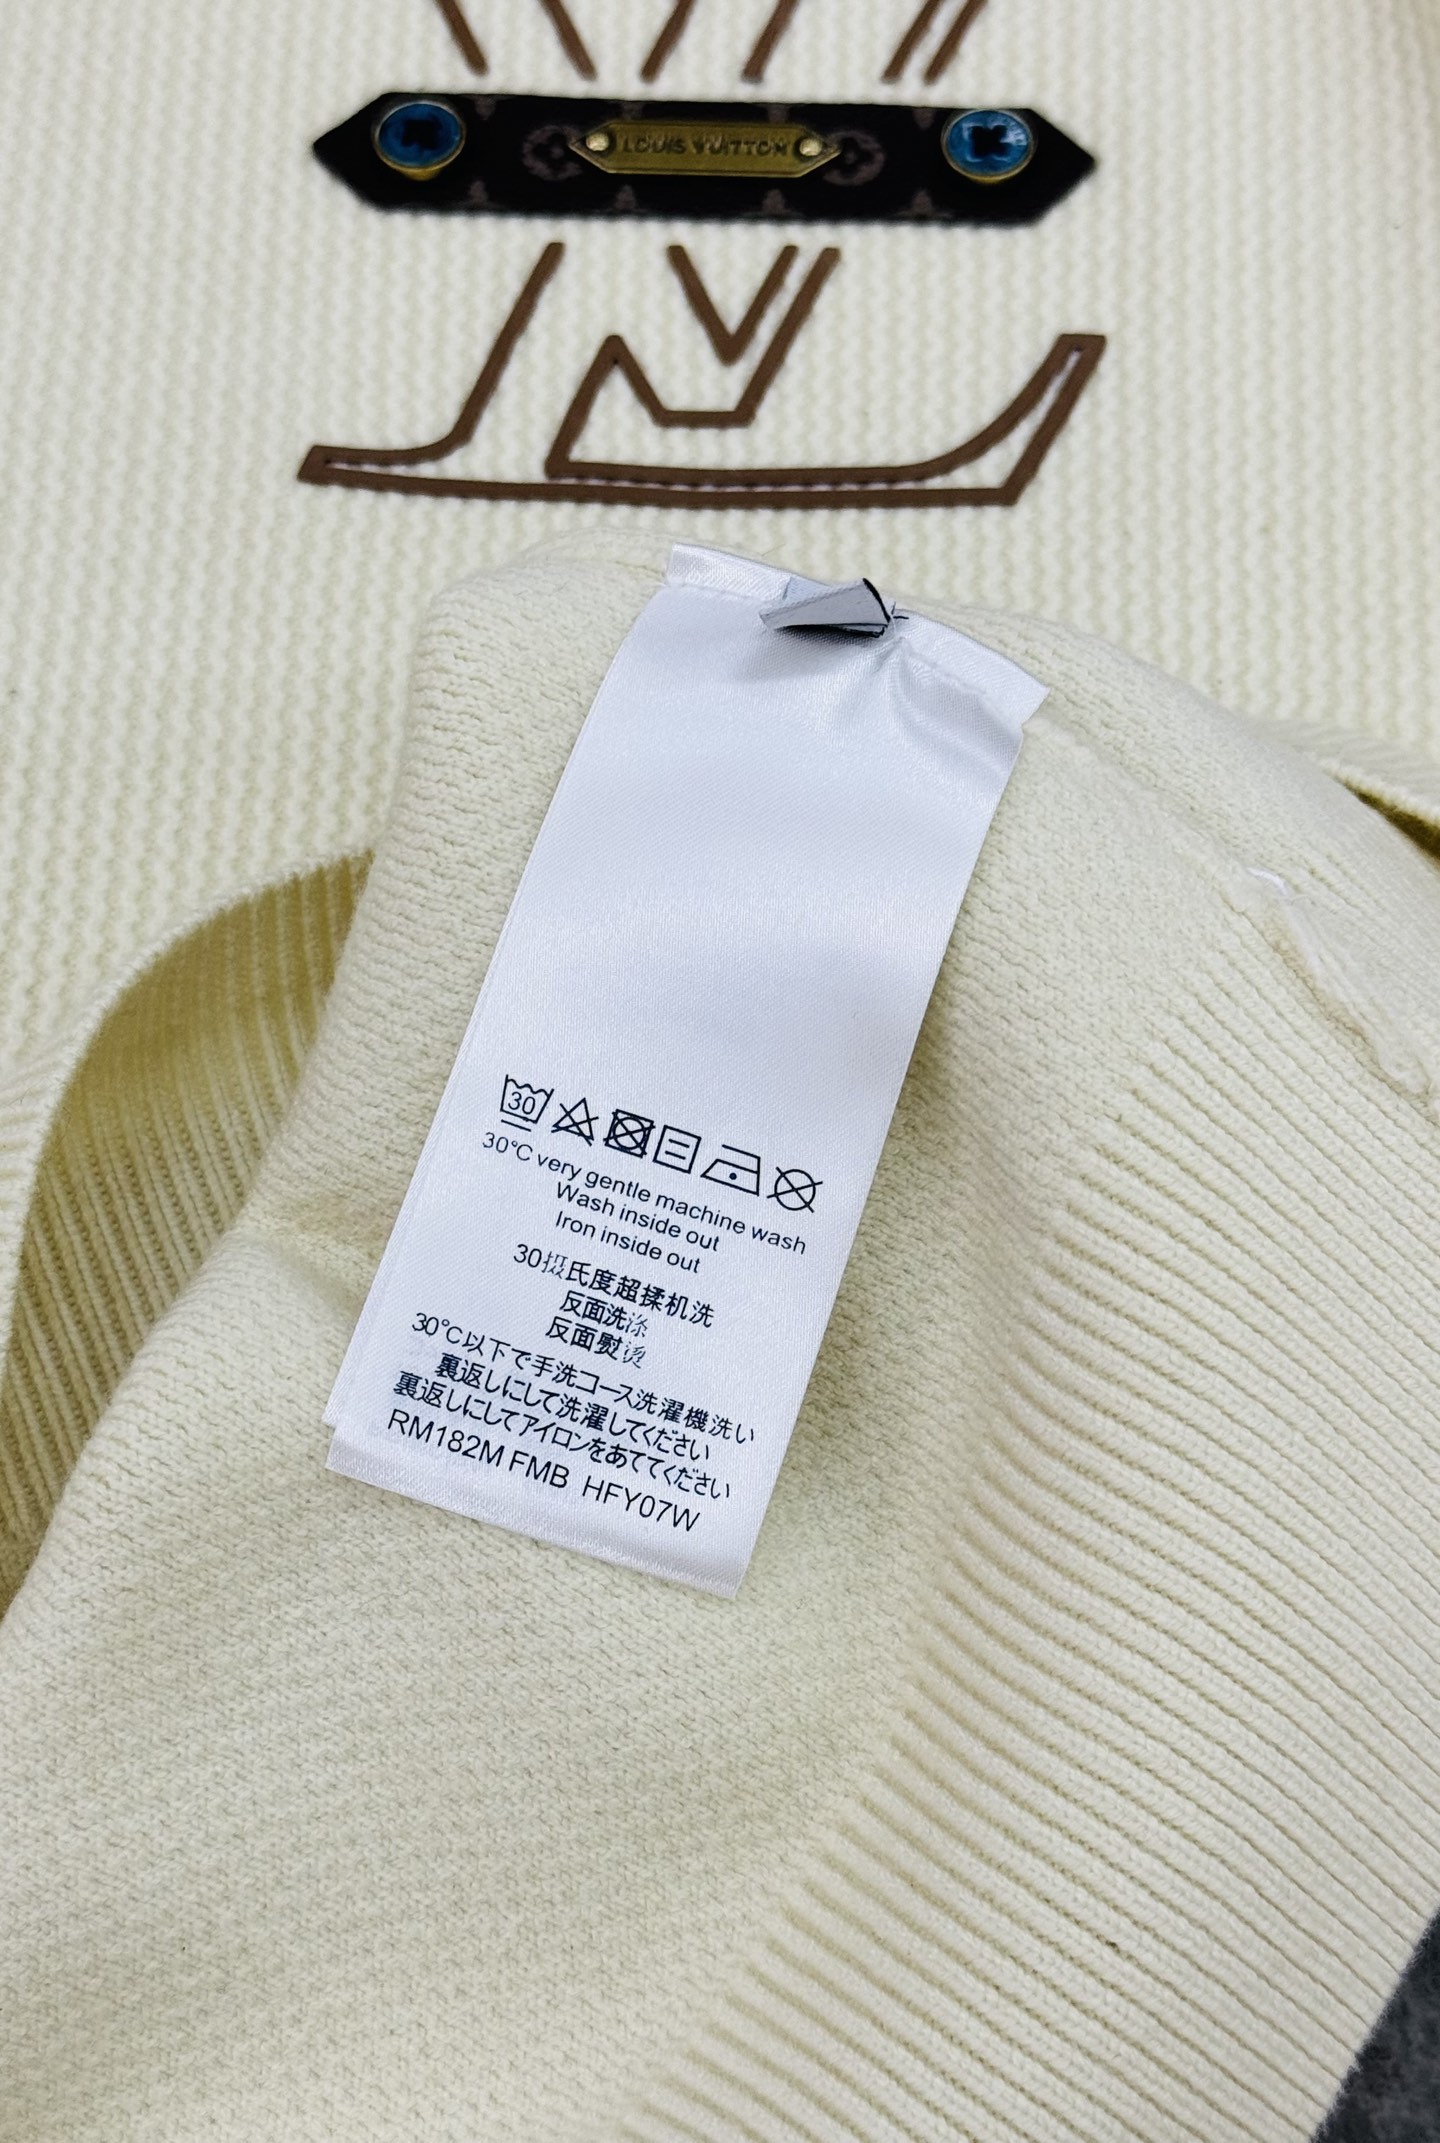 LOUIS VUITTON
30
30°C very gentle machine wash
Wash inside out
Iron inside out
30摄氏度超揉机洗
反面洗涤
反面熨烫
30°C以下で手洗コース洗濯機洗い
裏返しにして洗濯してください
裏返しにしてアイロンをあててください
RM182M FMB HFY07W